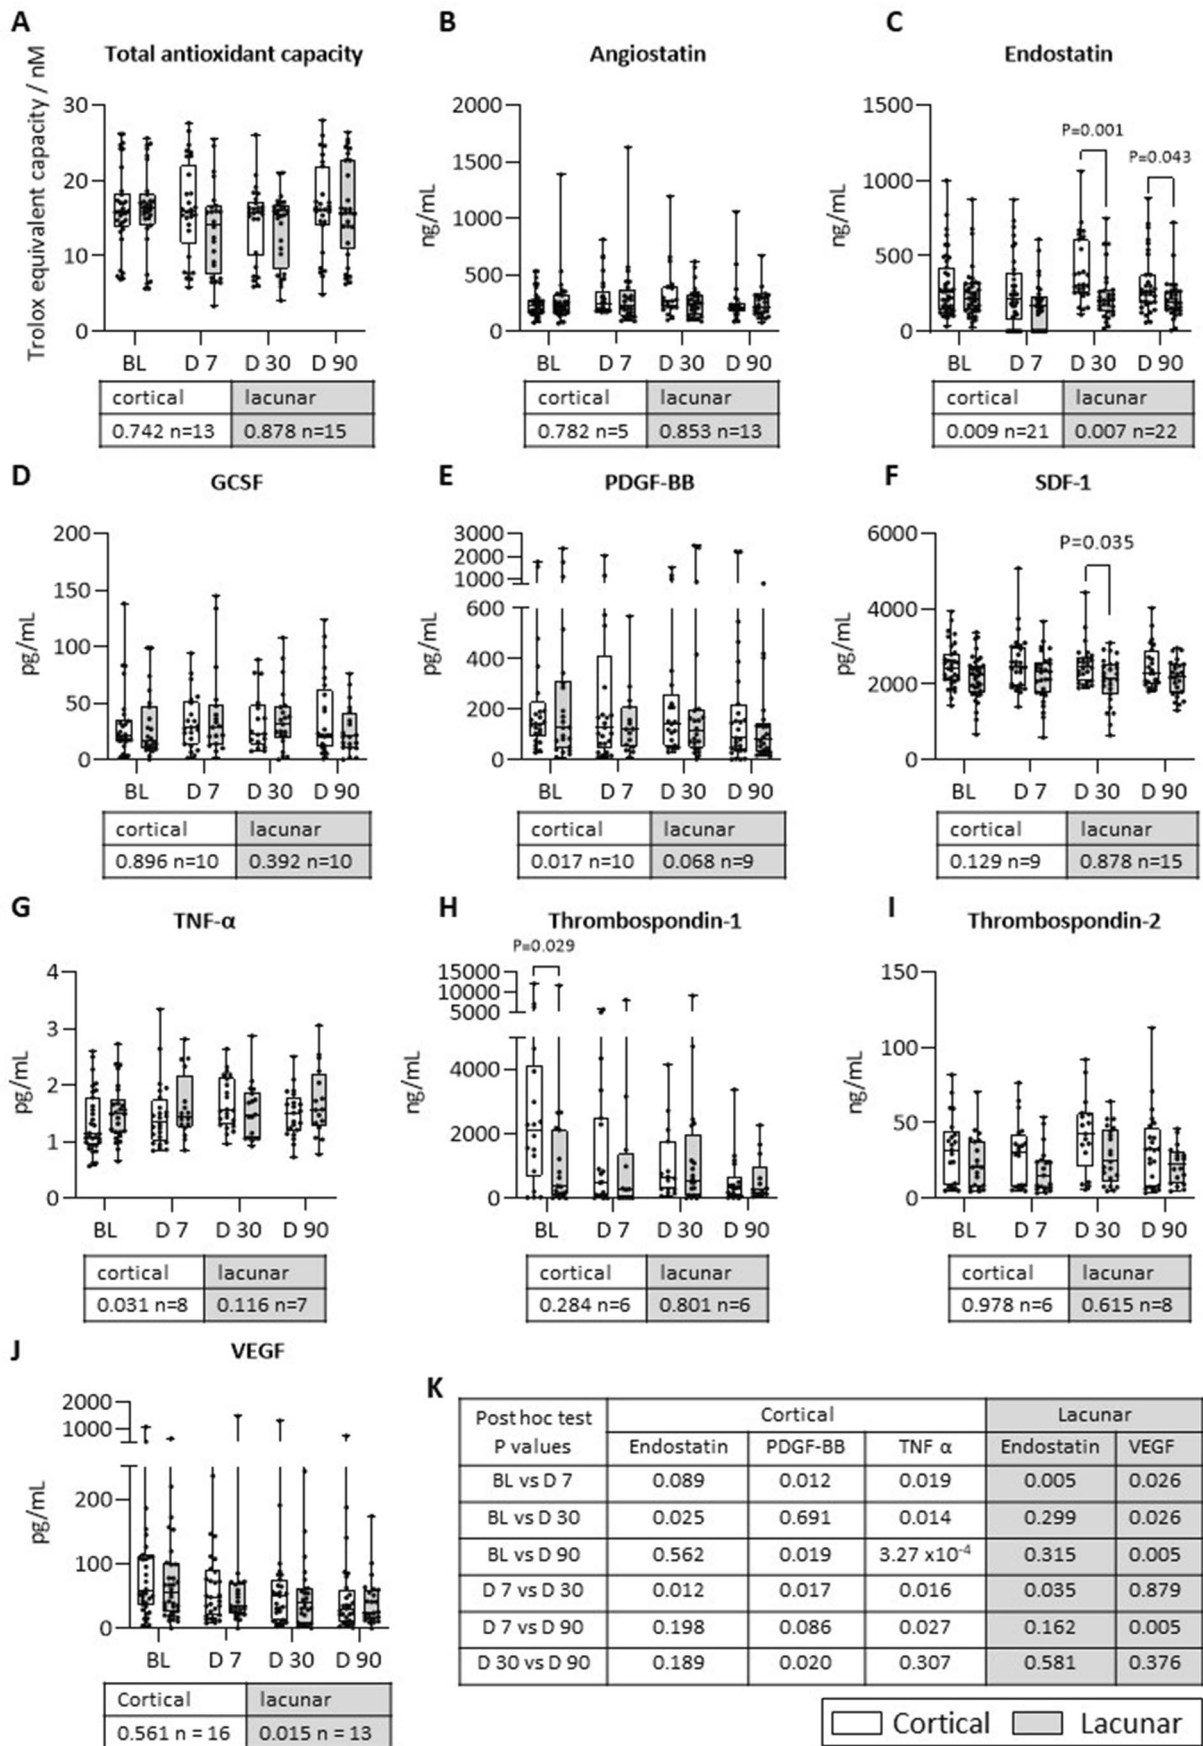 A
Total antioxidant capacity
Trolox equivalent capacity / nM
30
20
10
0
BL D 7 D 30 D 90
cortical lacunar
0.742 n=13 0.878 n=15
B
Angiostatin
ng/mL
2000
1500
1000
500
0
BL D 7 D 30 D 90
cortical lacunar
0.782 n=5 0.853 n=13
C
Endostatin
ng/mL
1500
1000
500
0
P=0.001
P=0.043
BL D 7 D 30 D 90
cortical lacunar
0.009 n=21 0.007 n=22
D
GCSF
pg/mL
200
150
100
50
0
BL D 7 D 30 D 90
cortical lacunar
0.896 n=10 0.392 n=10
E
PDGF-BB
pg/mL
3000
2000
1000
600
400
200
0
BL D 7 D 30 D 90
cortical lacunar
0.017 n=10 0.068 n=9
F
SDF-1
pg/mL
6000
4000
2000
0
P=0.035
BL D 7 D 30 D 90
cortical lacunar
0.129 n=9 0.878 n=15
G
TNF-α
pg/mL
4
3
2
1
0
BL D 7 D 30 D 90
cortical lacunar
0.031 n=8 0.116 n=7
H
Thrombospondin-1
P=0.029
ng/mL
15000
10000
5000
4000
2000
0
BL D 7 D 30 D 90
cortical lacunar
0.284 n=6 0.801 n=6
I
Thrombospondin-2
ng/mL
150
100
50
0
BL D 7 D 30 D 90
cortical lacunar
0.978 n=6 0.615 n=8
J
VEGF
pg/mL
2000
1000
200
100
0
BL D 7 D 30 D 90
Cortical lacunar
0.561 n = 16 0.015 n = 13
K
Post hoc test Cortical Lacunar
P values Endostatin PDGF-BB TNF α Endostatin VEGF
BL vs D 7 0.089 0.012 0.019 0.005 0.026
BL vs D 30 0.025 0.691 0.014 0.299 0.026
BL vs D 90 0.562 0.019 3.27 x10⁻⁴ 0.315 0.005
D 7 vs D 30 0.012 0.017 0.016 0.035 0.879
D 7 vs D 90 0.198 0.086 0.027 0.162 0.005
D 30 vs D 90 0.189 0.020 0.307 0.581 0.376
Cortical Lacunar